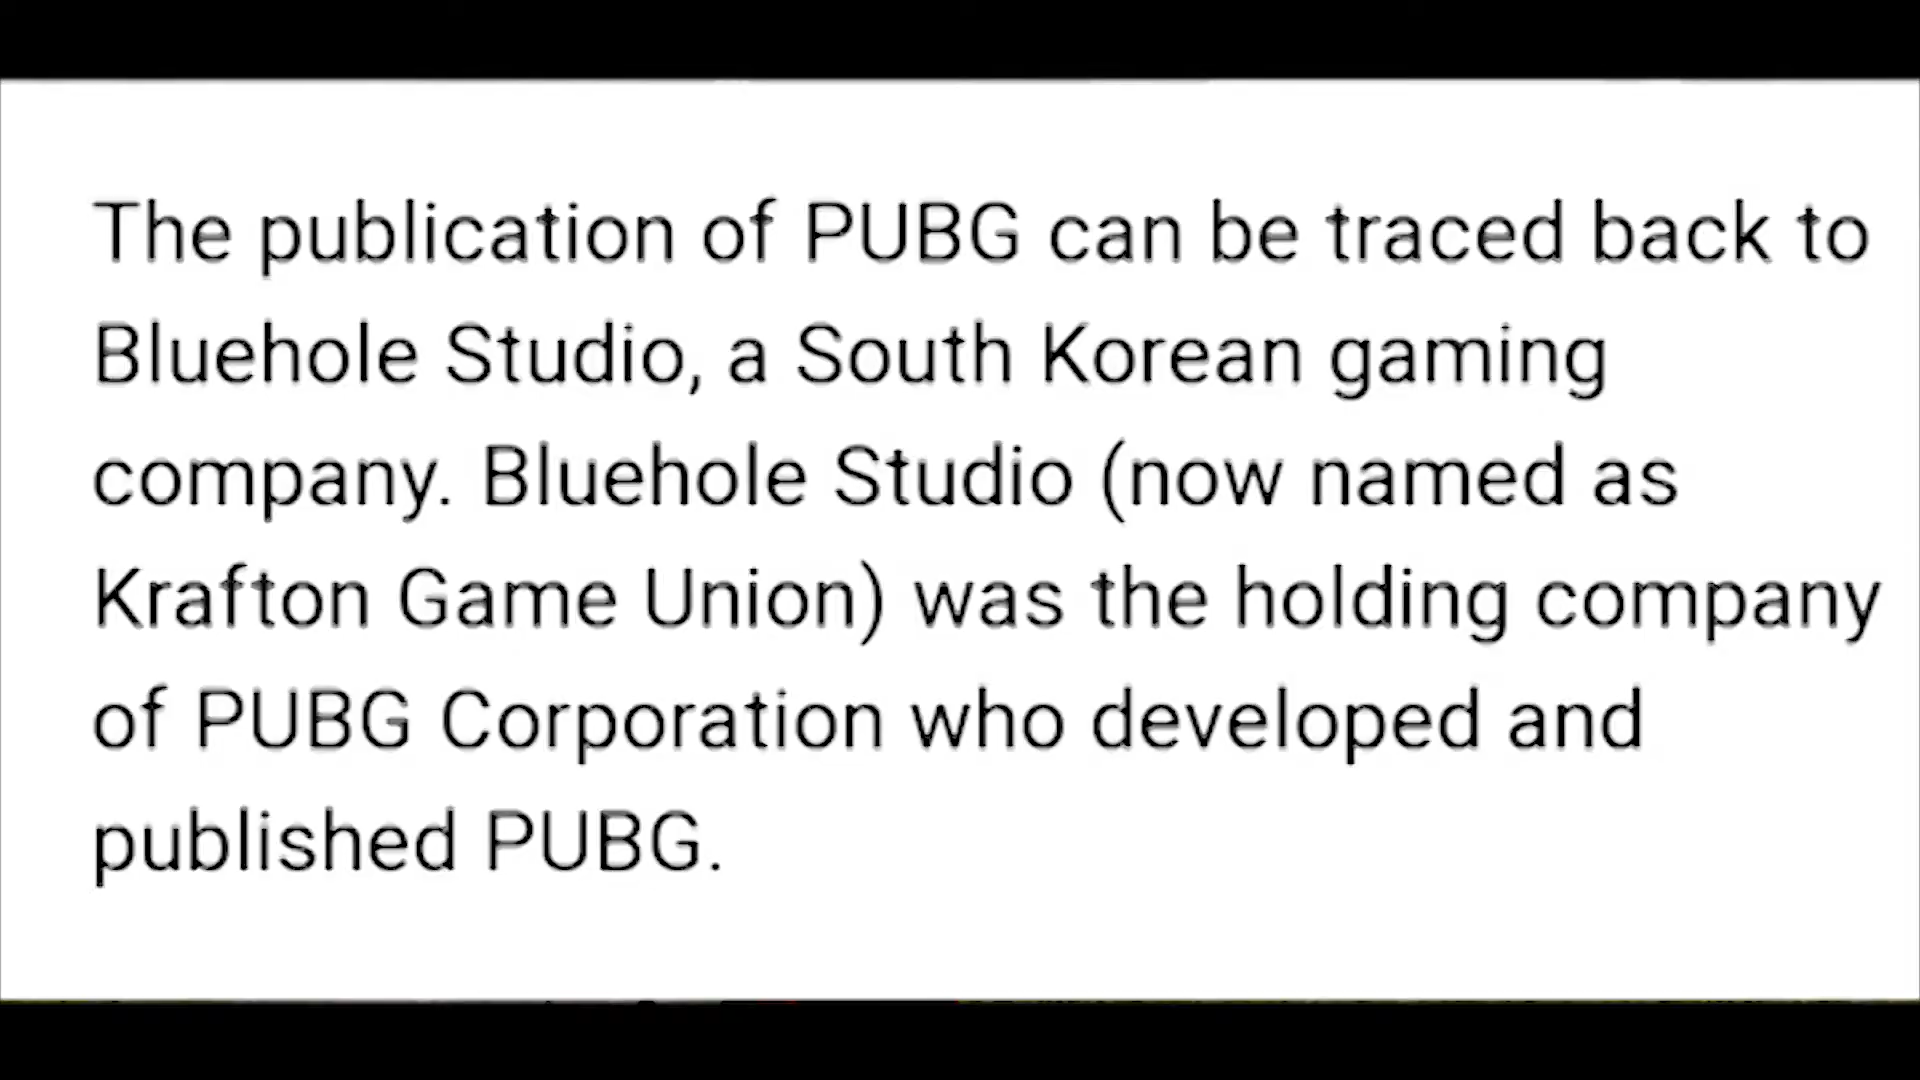 The publication of PUBG can be traced back to
Bluehole Studio, a South Korean gaming
company. Bluehole Studio (now named as
Krafton Game Union) was the holding company
of PUBG Corporation who developed and
published PUBG.